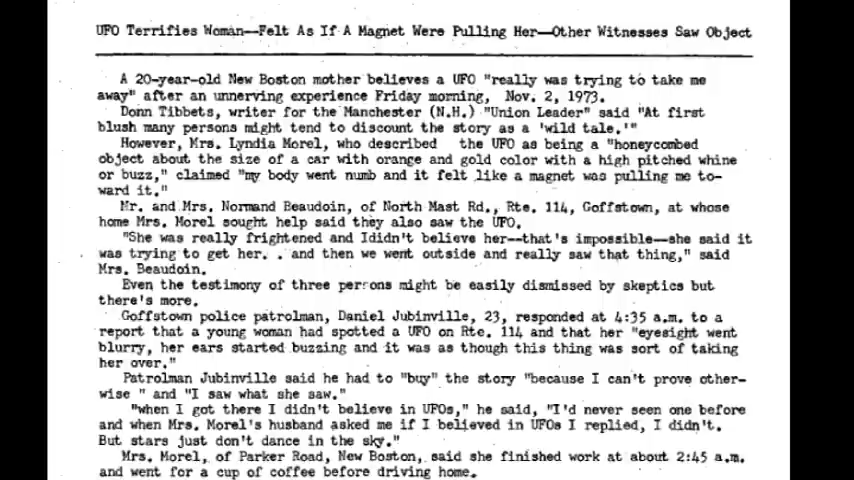 UFO Terrifies Woman--Felt As If A Magnet Were Pulling Her--Other Witnesses Saw Object
A 20-year-old New Boston mother believes a UFO "really was trying to take me
away" after an unnerving experience Friday morning, Nov. 2, 1973.
Donn Tibbets, writer for the Manchester (N.H.) "Union Leader" said "At first
blush many persons might tend to discount the story as a 'wild tale.'"
However, Mrs. Lyndia Morel, who described the UFO as being a "honeycombed
object about the size of a car with orange and gold color with a high pitched whine
or buzz," claimed "my body went numb and it felt like a magnet was pulling me to-
ward it."
Mr. and Mrs. Normand Beaudoin, of North Mast Rd., Rte. 114, Goffstown, at whose
home Mrs. Morel sought help said they also saw the UFO.
"She was really frightened and Ididn't believe her--that's impossible--she said it
was trying to get her. . and then we went outside and really saw that thing," said
Mrs. Beaudoin.
Even the testimony of three persons might be easily dismissed by skeptics but
there's more.
Goffstown police patrolman, Daniel Jubinville, 23, responded at 4:35 a.m. to a
report that a young woman had spotted a UFO on Rte. 114 and that her "eyesight went
blurry, her ears started buzzing and it was as though this thing was sort of taking
her over."
Patrolman Jubinville said he had to "buy" the story "because I can't prove other-
wise " and "I saw what she saw."
"when I got there I didn't believe in UFOs," he said, "I'd never seen one before
and when Mrs. Morel's husband asked me if I believed in UFOs I replied, I didn't.
But stars just don't dance in the sky."
Mrs. Morel, of Parker Road, New Boston, said she finished work at about 2:45 a.m.
and went for a cup of coffee before driving home.